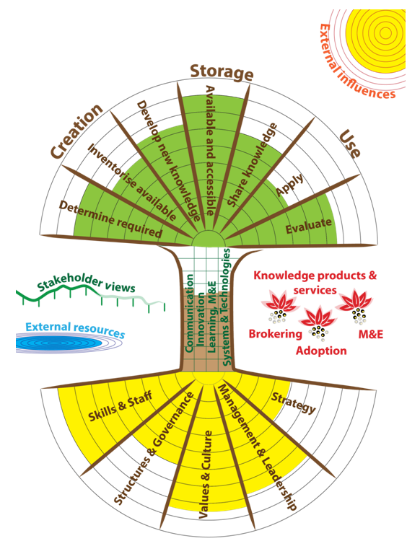 Storage
External influences
Creation
Use
Determine required
Inventorise available
Develop new knowledge
Available and accessible
Share knowledge
Apply
Evaluate
Stakeholder views
External resources
Communication
Innovation
Learning, M&E
Systems & Technologies
Knowledge products &
services
Brokering
Adoption
M&E
Skills & Staff
Structures & Governance
Values & Culture
Management & Leadership
Strategy